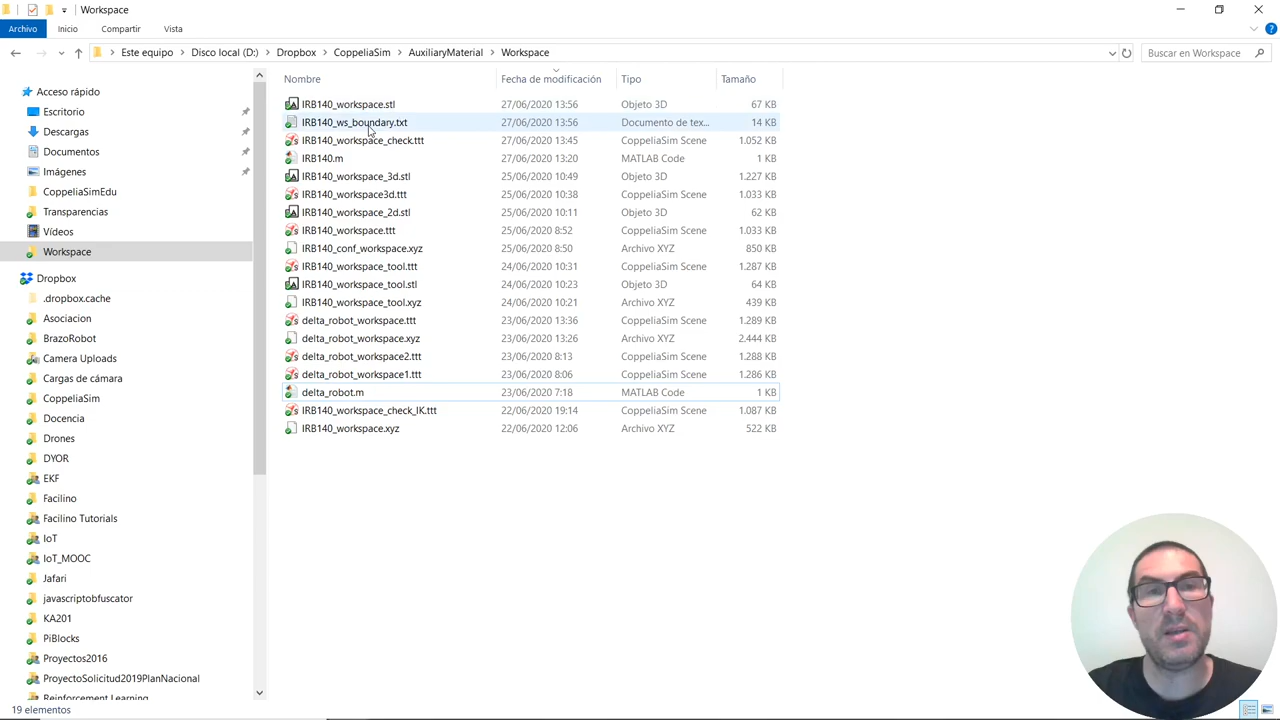 Workspace
Archivo Inicio Compartir Vista
Este equipo Disco local (D:) Dropbox CoppeliaSim AuxiliaryMaterial Workspace
Buscar en Workspace
Nombre Fecha de modificación Tipo Tamaño
Acceso rápido
Escritorio
Descargas
Documentos
Imágenes
CoppeliaSimEdu
Transparencias
Vídeos
Workspace
Dropbox
.dropbox.cache
Asociacion
BrazoRobot
Camera Uploads
Cargas de cámara
CoppeliaSim
Docencia
Drones
DYOR
EKF
Facilino
Facilino Tutorials
IoT
IoT_MOOC
Jafari
javascriptobfuscator
KA201
PiBlocks
Proyectos2016
ProyectoSolicitud2019PlanNacional
Reinforcement Learning
IRB140_workspace.stl 27/06/2020 13:56 Objeto 3D 67 KB
IRB140_ws_boundary.txt 27/06/2020 13:56 Documento de tex... 14 KB
IRB140_workspace_check.ttt 27/06/2020 13:45 CoppeliaSim Scene 1.052 KB
IRB140.m 27/06/2020 13:20 MATLAB Code 1 KB
IRB140_workspace_3d.stl 25/06/2020 10:49 Objeto 3D 1.227 KB
IRB140_workspace3d.ttt 25/06/2020 10:38 CoppeliaSim Scene 1.033 KB
IRB140_workspace_2d.stl 25/06/2020 10:11 Objeto 3D 62 KB
IRB140_workspace.ttt 25/06/2020 8:52 CoppeliaSim Scene 1.033 KB
IRB140_conf_workspace.xyz 25/06/2020 8:50 Archivo XYZ 850 KB
IRB140_workspace_tool.ttt 24/06/2020 10:31 CoppeliaSim Scene 1.287 KB
IRB140_workspace_tool.stl 24/06/2020 10:23 Objeto 3D 64 KB
IRB140_workspace_tool.xyz 24/06/2020 10:21 Archivo XYZ 439 KB
delta_robot_workspace.ttt 23/06/2020 13:36 CoppeliaSim Scene 1.289 KB
delta_robot_workspace.xyz 23/06/2020 13:26 Archivo XYZ 2.444 KB
delta_robot_workspace2.ttt 23/06/2020 8:13 CoppeliaSim Scene 1.288 KB
delta_robot_workspace1.ttt 23/06/2020 8:06 CoppeliaSim Scene 1.286 KB
delta_robot.m 23/06/2020 7:18 MATLAB Code 1 KB
IRB140_workspace_check_IK.ttt 22/06/2020 19:14 CoppeliaSim Scene 1.087 KB
IRB140_workspace.xyz 22/06/2020 12:06 Archivo XYZ 522 KB
19 elementos